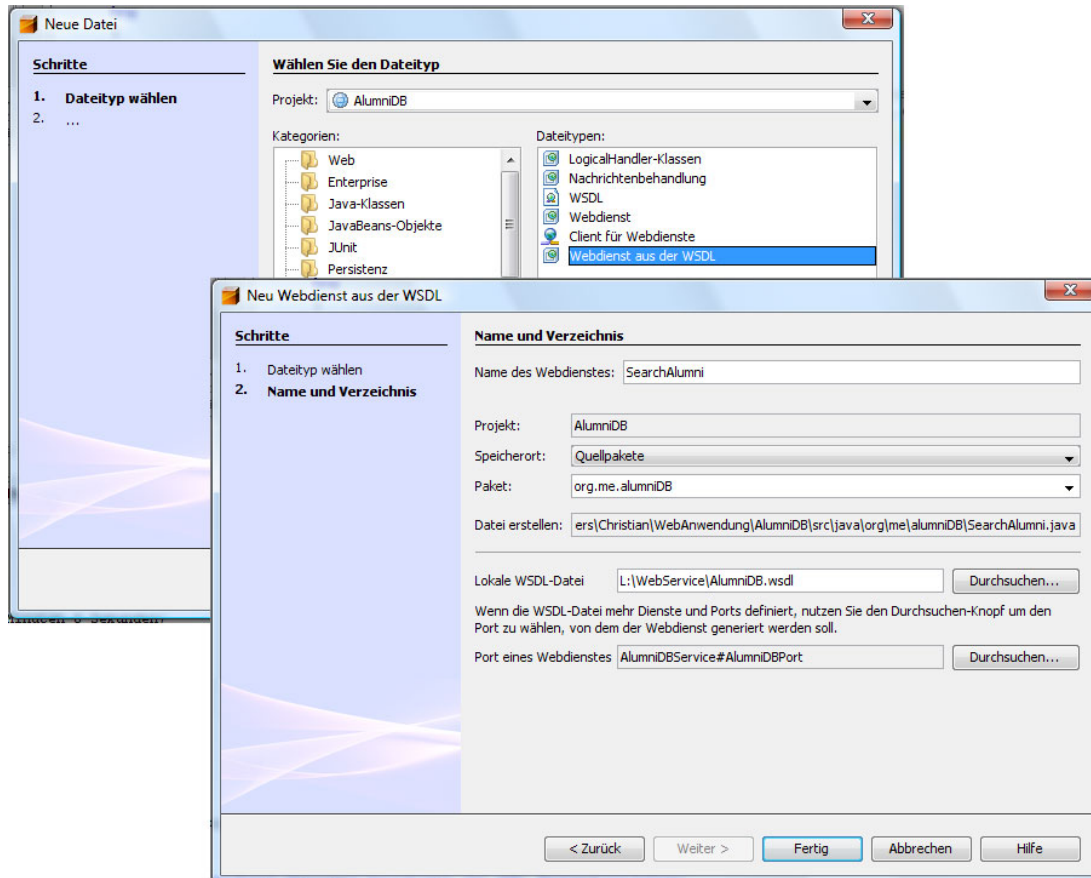 Neue Datei
Schritte
1. Dateityp wählen
2. ...
Wählen Sie den Dateityp
Projekt: AlumniDB
Kategorien:
Web
Enterprise
Java-Klassen
JavaBeans-Objekte
JUnit
Persistenz
Dateitypen:
LogicalHandler-Klassen
Nachrichtenbehandlung
WSDL
Webdienst
Client für Webdienste
Webdienst aus der WSDL
Neu Webdienst aus der WSDL
Schritte
1. Dateityp wählen
2. Name und Verzeichnis
Name und Verzeichnis
Name des Webdienstes: SearchAlumni
Projekt: AlumniDB
Speicherort: Quellpakete
Paket: org.me.alumniDB
Datei erstellen: ers\Christian\WebAnwendung\AlumniDB\src\java\org\me\alumniDB\SearchAlumni.java
Lokale WSDL-Datei L:\WebService\AlumniDB.wsdl Durchsuchen...
Wenn die WSDL-Datei mehr Dienste und Ports definiert, nutzen Sie den Durchsuchen-Knopf um den
Port zu wählen, von dem der Webdienst generiert werden soll.
Port eines Webdienstes AlumniDBService#AlumniDBPort Durchsuchen...
< Zurück Weiter > Fertig Abbrechen Hilfe